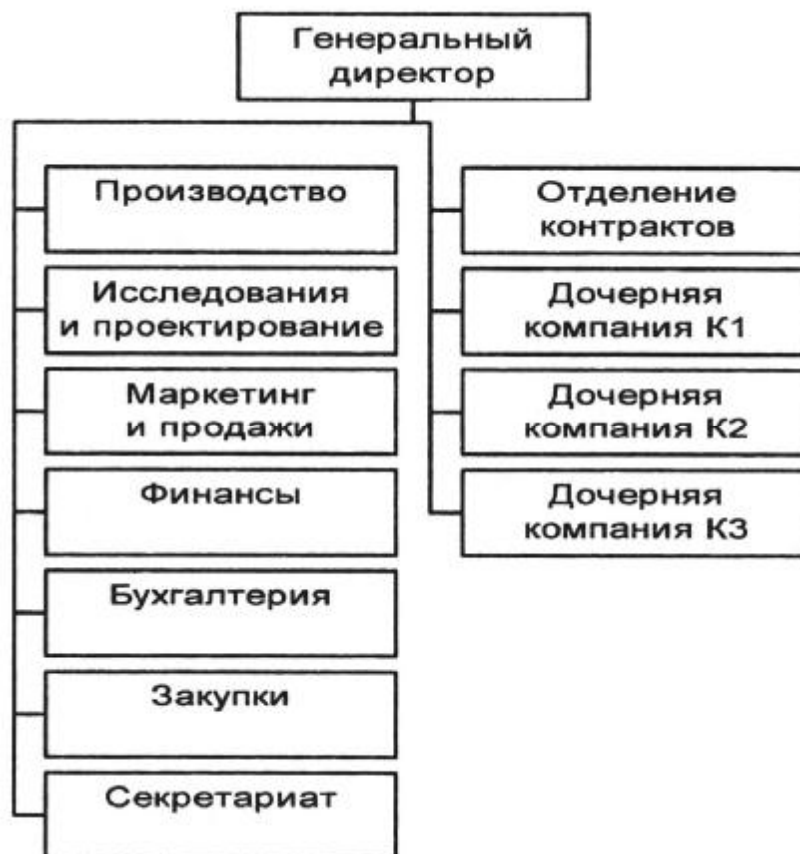 Генеральный
директор
Производство
Исследования
и проектирование
Маркетинг
и продажи
Финансы
Бухгалтерия
Закупки
Секретариат
Отделение
контрактов
Дочерняя
компания К1
Дочерняя
компания К2
Дочерняя
компания К3